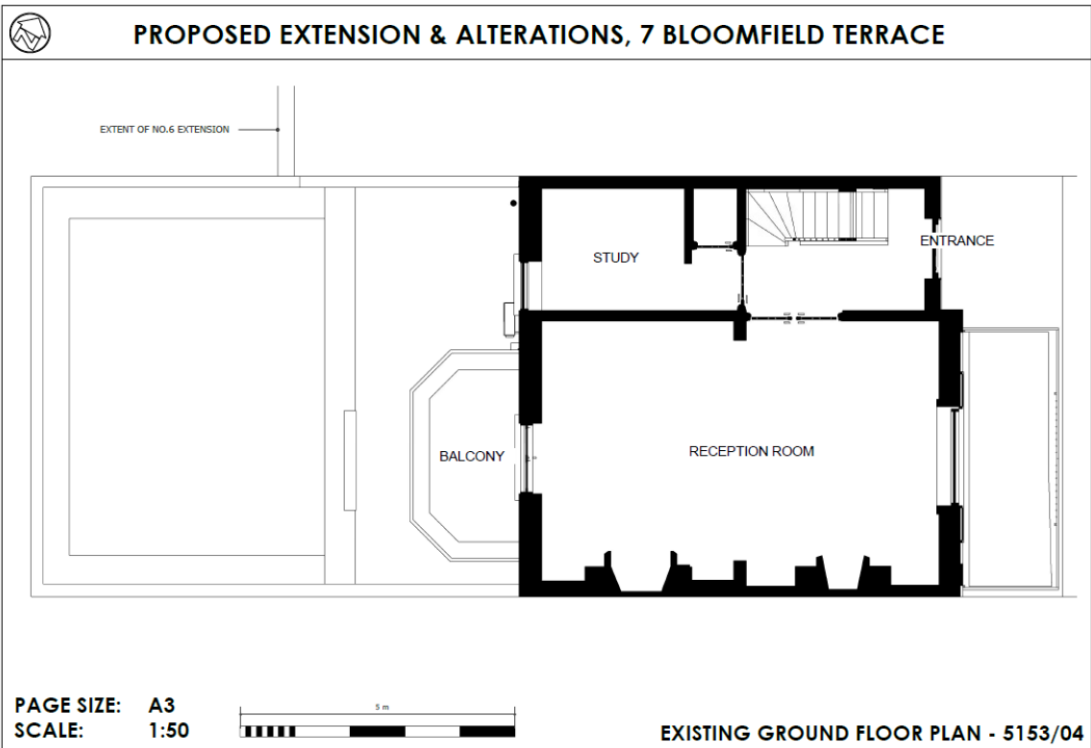 PROPOSED EXTENSION & ALTERATIONS, 7 BLOOMFIELD TERRACE
EXTENT OF NO.6 EXTENSION
ENTRANCE
STUDY
RECEPTION ROOM
BALCONY
PAGE SIZE: A3
SCALE: 1:50
5 m
EXISTING GROUND FLOOR PLAN - 5153/04